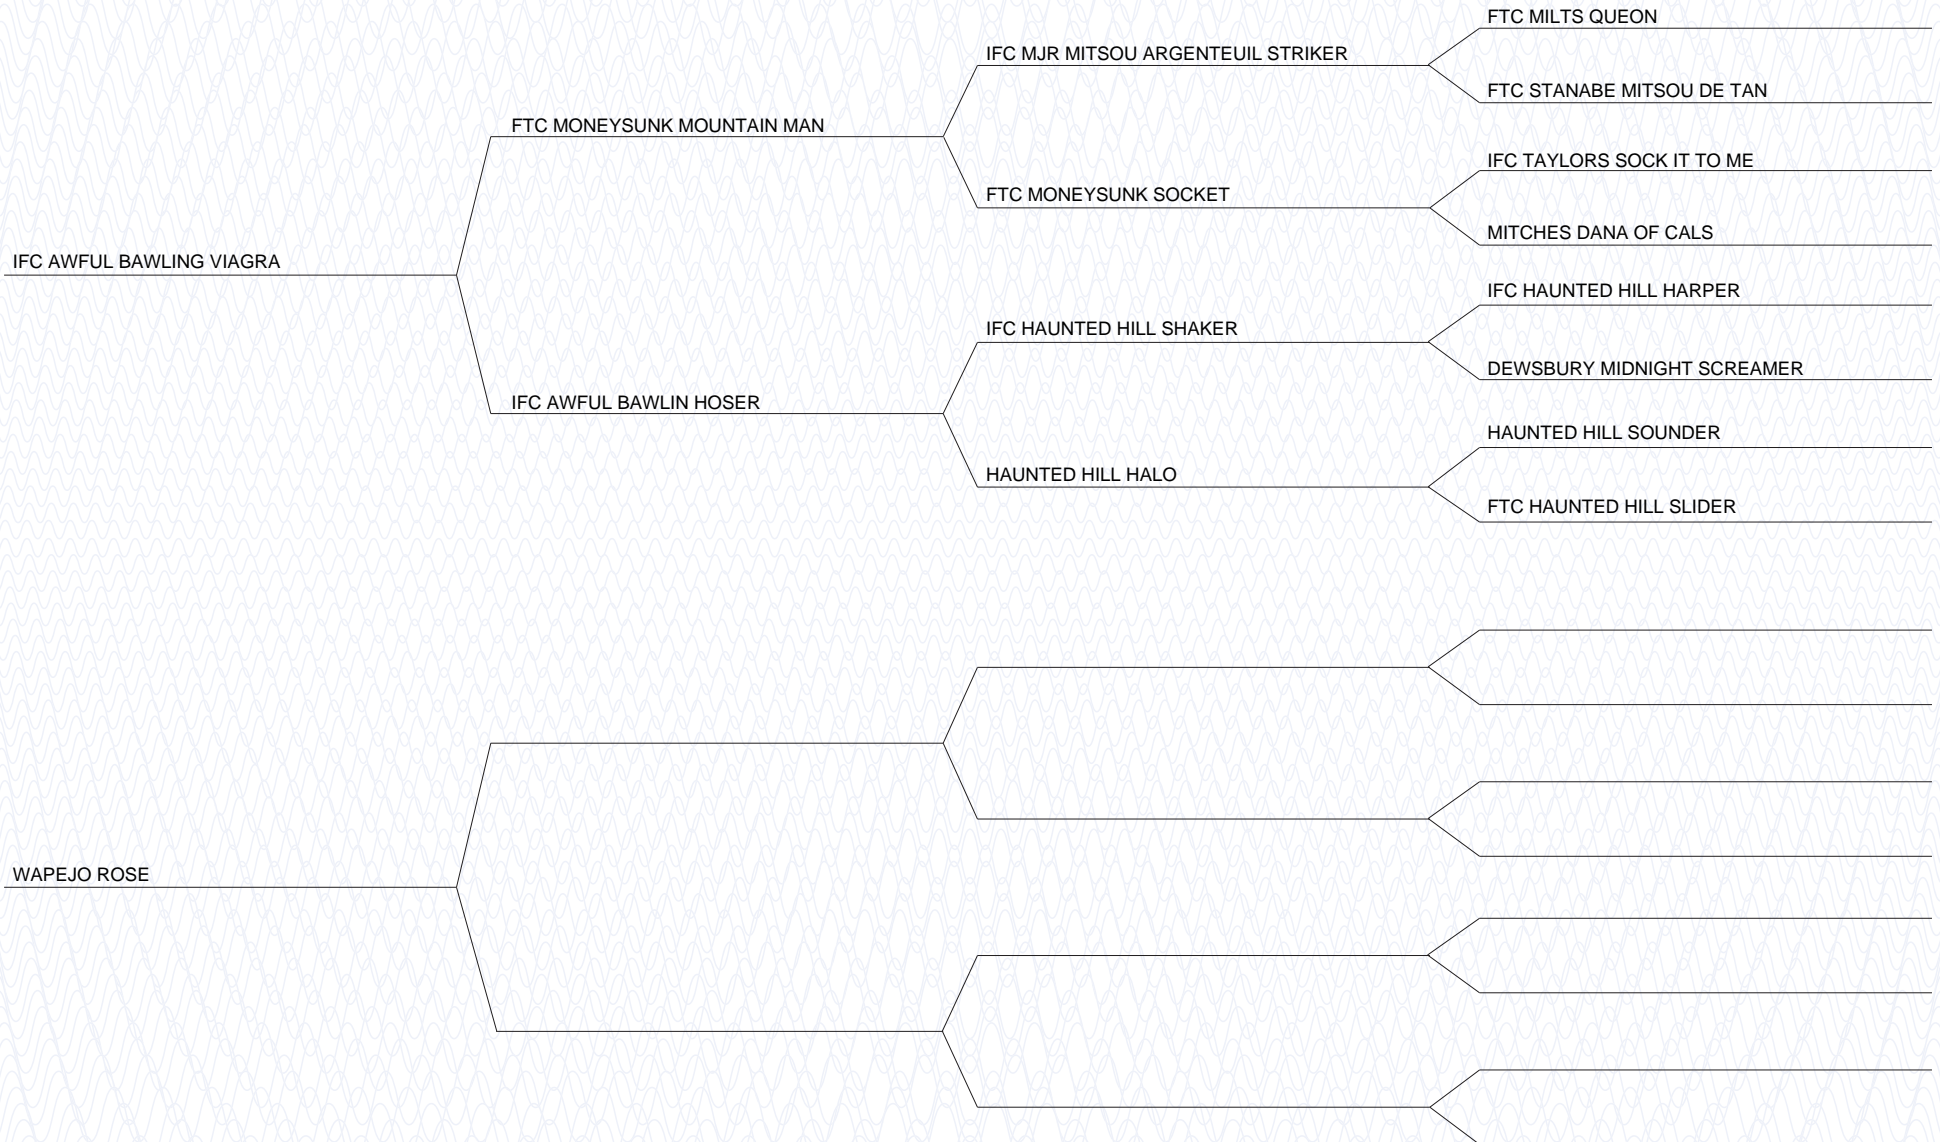 FTC MILTS QUEON
IFC MJR MITSOU ARGENTEUIL STRIKER
FTC STANABE MITSOU DE TAN
FTC MONEYSUNK MOUNTAIN MAN
IFC TAYLORS SOCK IT TO ME
FTC MONEYSUNK SOCKET
MITCHES DANA OF CALS
IFC AWFUL BAWLING VIAGRA
IFC HAUNTED HILL HARPER
IFC HAUNTED HILL SHAKER
DEWSBURY MIDNIGHT SCREAMER
IFC AWFUL BAWLIN HOSER
HAUNTED HILL SOUNDER
HAUNTED HILL HALO
FTC HAUNTED HILL SLIDER
WAPEJO ROSE